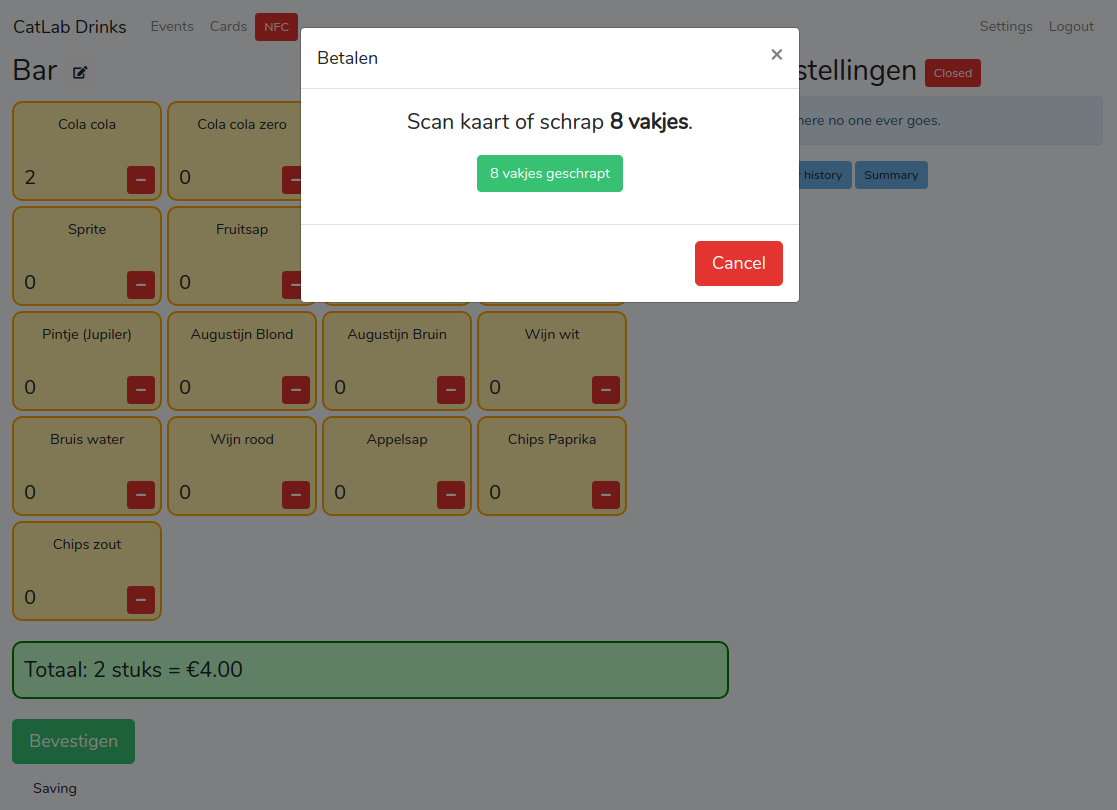 CatLab Drinks Events Cards NFC Settings Logout
Betalen ×
Scan kaart of schrap 8 vakjes.
8 vakjes geschrapt
Cancel
Bar
stellingen Closed
here no one ever goes.
history Summary
Cola cola
2 −
Cola cola zero
0 −
Sprite
0 −
Fruitsap
0 −
Pintje (Jupiler)
0 −
Augustijn Blond
0 −
Augustijn Bruin
0 −
Wijn wit
0 −
Bruis water
0 −
Wijn rood
0 −
Appelsap
0 −
Chips Paprika
0 −
Chips zout
0 −
Totaal: 2 stuks = €4.00
Bevestigen
Saving